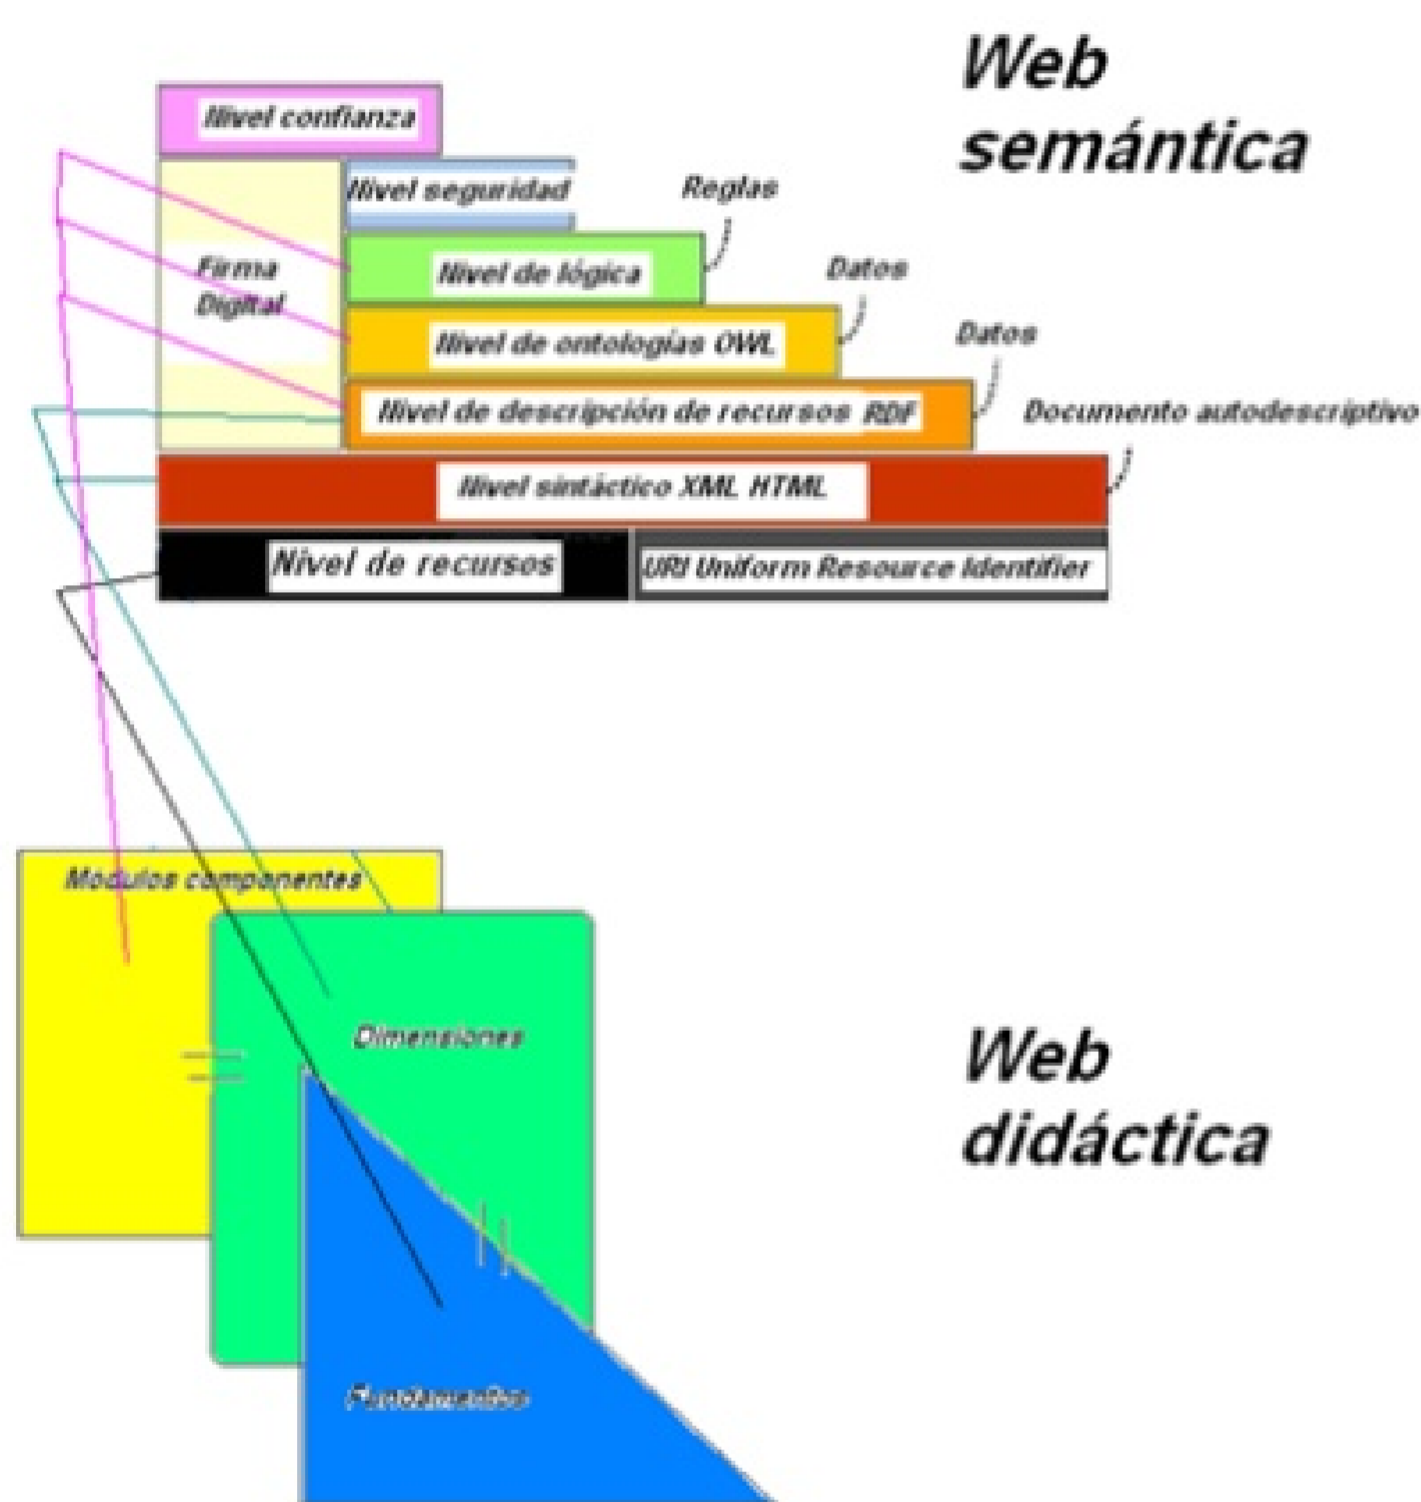 Web
semántica
Nivel confianza
Nivel seguridad
Reglas
Firma
Digital
Nivel de lógica
Datos
Nivel de ontologías OWL
Datos
Nivel de descripción de recursos RDF
Documento autodescriptivo
Nivel sintáctico XML HTML
Nivel de recursos
URI Uniform Resource Identifier
Módulos componentes
Dimensiones
Web
didáctica